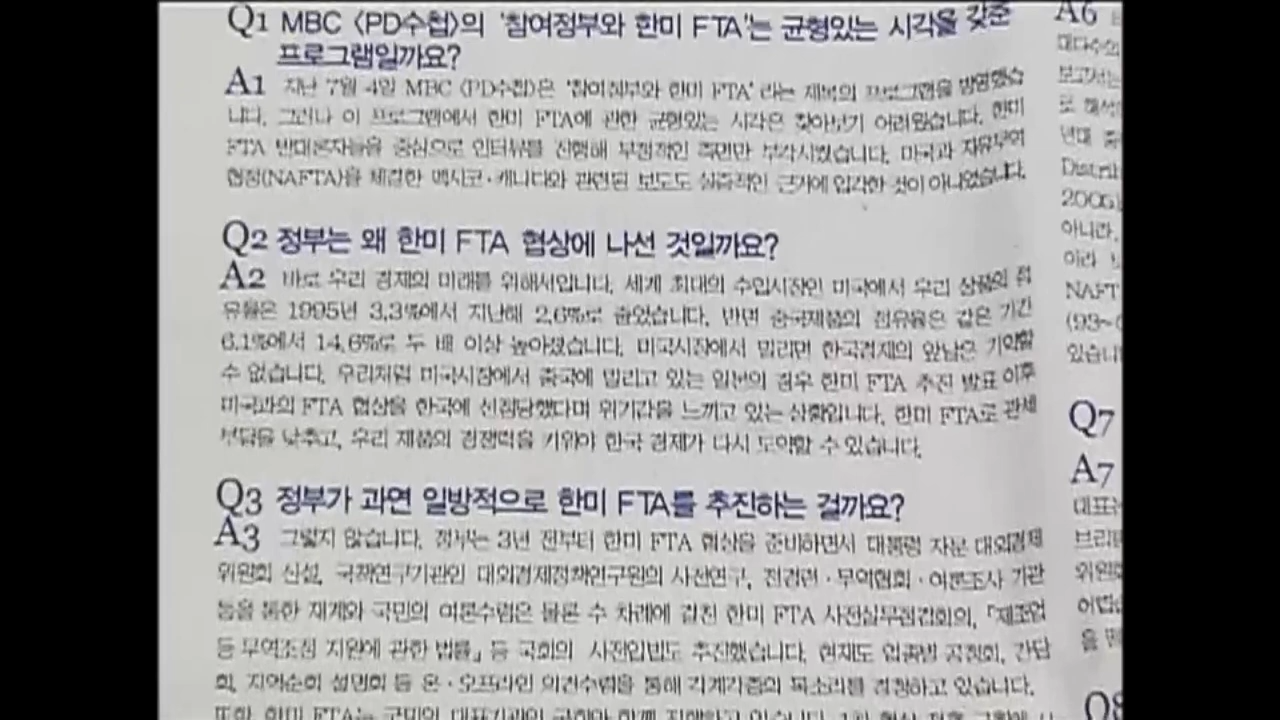 Q1 MBC <PD수첩>의 '참여정부와 한미 FTA'는 균형있는 시각을 갖춘
프로그램일까요?
A1 지난 7월 4일 MBC <PD수첩>은 '참여정부와 한미 FTA' 라는 제목의 프로그램을 방영했습
니다. 그러나 이 프로그램에서 한미 FTA에 관한 균형있는 시각은 찾아보기 어려웠습니다. 한미
FTA 반대론자들을 중심으로 인터뷰를 진행해 부정적인 측면만 부각시켰습니다. 미국과 자유무역
협정(NAFTA)을 체결한 멕시코·캐나다와 관련된 보도도 실증적인 근거에 입각한 것이 아니었습니다.
Q2 정부는 왜 한미 FTA 협상에 나선 것일까요?
A2 바로 우리 경제의 미래를 위해서입니다. 세계 최대의 수입시장인 미국에서 우리 상품의 점
유율은 1995년 3.3%에서 지난해 2.6%로 줄었습니다. 반면 중국제품의 점유율은 같은 기간
6.1%에서 14.6%로 두 배 이상 높아졌습니다. 미국시장에서 밀리면 한국경제의 앞날은 기약할
수 없습니다. 우리처럼 미국시장에서 중국에 밀리고 있는 일본의 경우 한미 FTA 추진 발표 이후
미국과의 FTA 협상을 한국에 선점당했다며 위기감을 느끼고 있는 상황입니다. 한미 FTA로 관세
부담을 낮추고, 우리 제품의 경쟁력을 키워야 한국 경제가 다시 도약할 수 있습니다.
Q3 정부가 과연 일방적으로 한미 FTA를 추진하는 걸까요?
A3 그렇지 않습니다. 정부는 3년 전부터 한미 FTA 협상을 준비하면서 대통령 자문 대외경제
위원회 신설, 국책연구기관인 대외경제정책연구원의 사전연구, 전경련·무역협회·여론조사 기관
등을 통한 재계와 국민의 여론수렴은 물론 수 차례에 걸친 한미 FTA 사전실무점검회의, 「제조업
등 무역조정 지원에 관한 법률」 등 국회의 사전입법도 추진했습니다. 현재도 업종별 공청회, 간담
회, 지역순회 설명회 등 온·오프라인 의견수렴을 통해 각계각층의 목소리를 경청하고 있습니다.
A6
로 해석
년대
Distrib
2006)
아니라,
이라
NAFT
(93~
있습니
Q7
A7
대표
브리핑
위원회
을
Q8